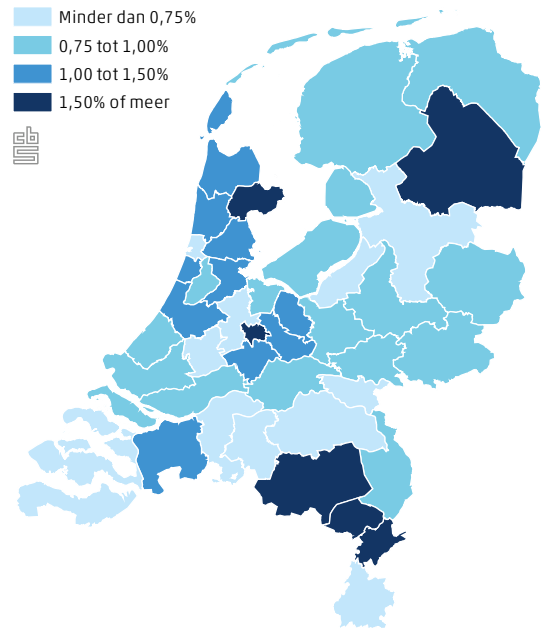 Minder dan 0,75%
0,75 tot 1,00%
1,00 tot 1,50%
1,50% of meer
cbs